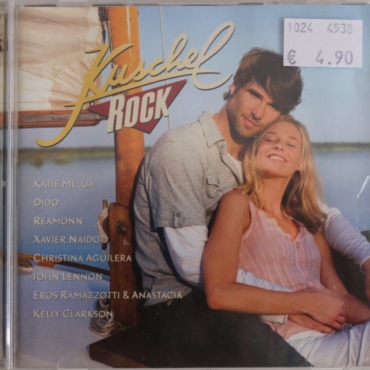 1024 4538
€ 4.90
Kuschel
ROCK
KATIE MELUA
DIDO
REAMONN
XAVIER NAIDOO
CHRISTINA AGUILERA
JOHN LENNON
EROS RAMAZZOTTI & ANASTACIA
KELLY CLARKSON